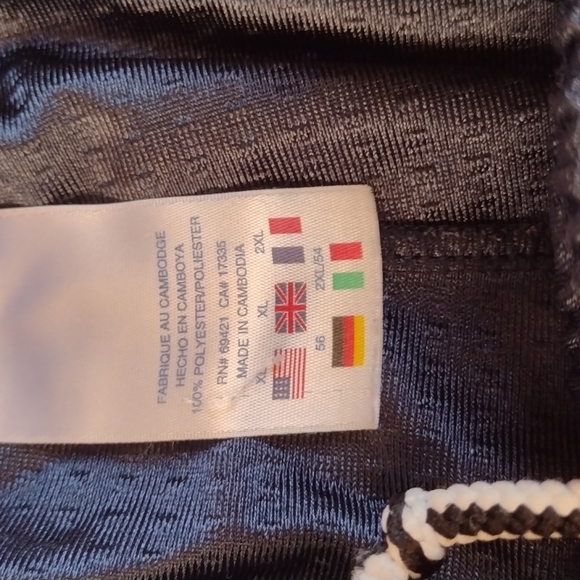 FABRIQUE AU CAMBODGE
HECHO EN CAMBOYA
100% POLYESTER/POLIESTER
RN# 69421 CA# 17335
MADE IN CAMBODIA
XL XL 2XL
56 2XL/54